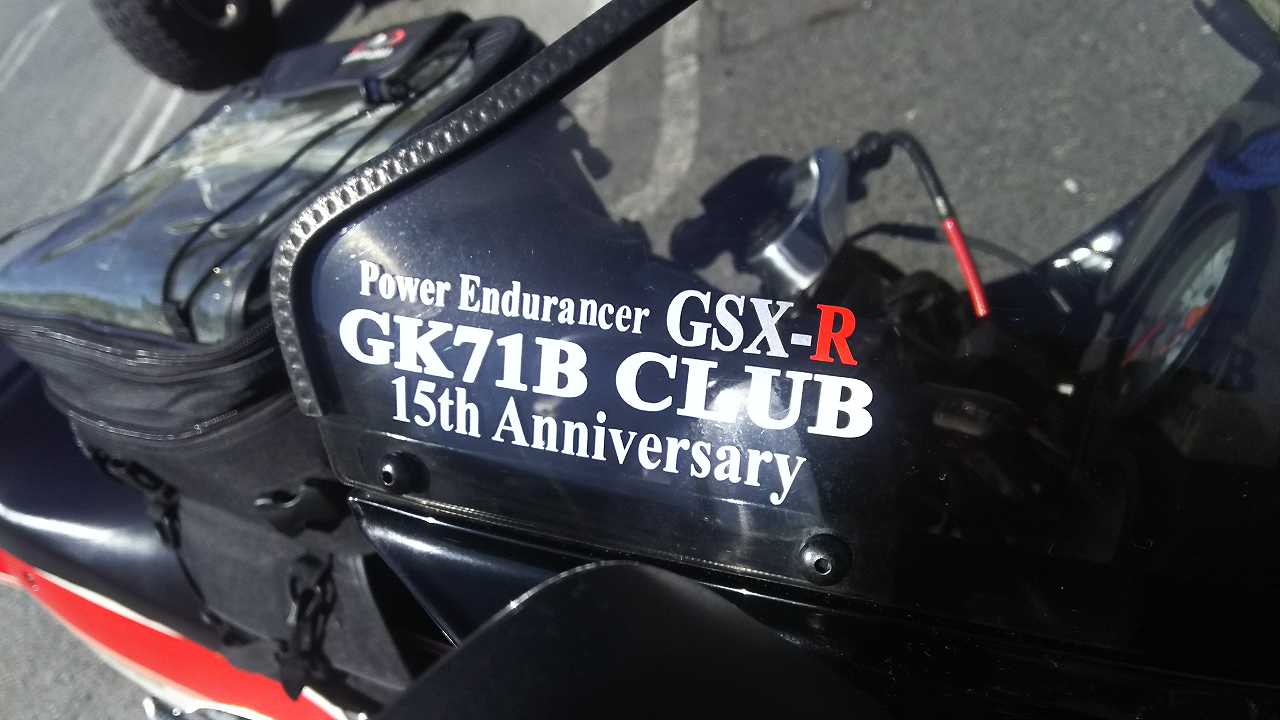 Power Endurancer GSX-R
GK71B CLUB
15th Anniversary